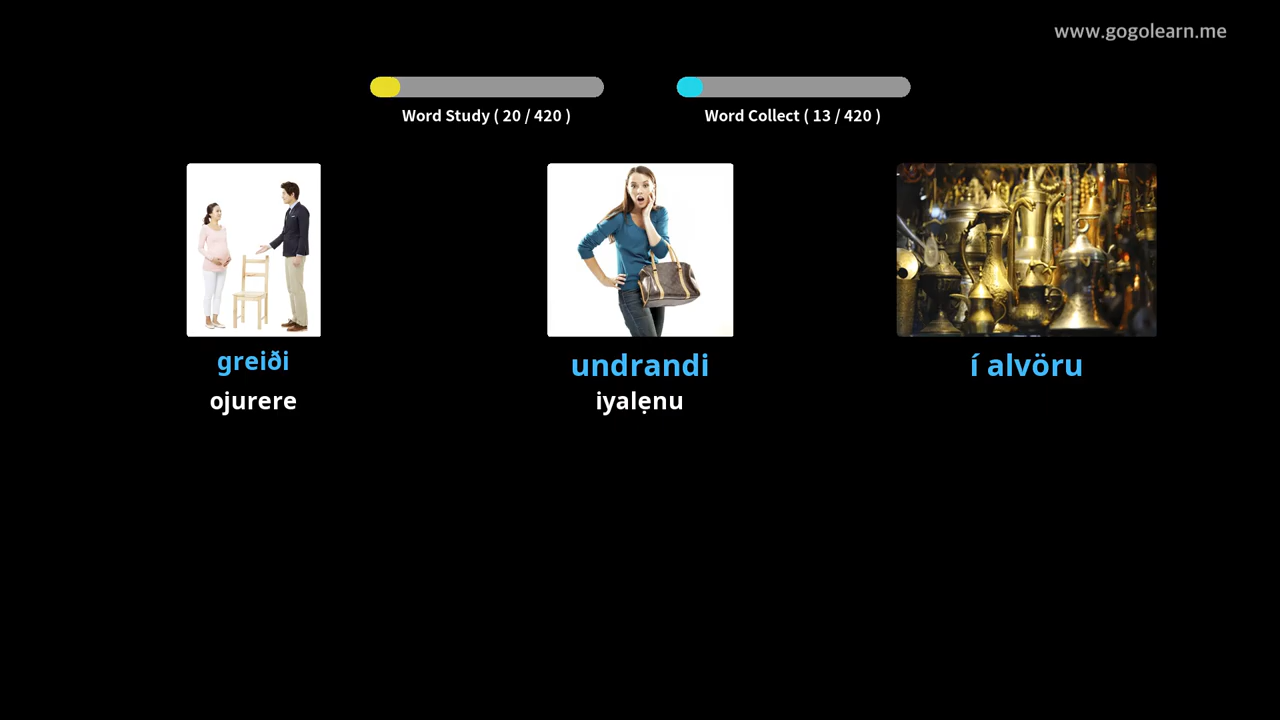 www.gogolearn.me
Word Study ( 20 / 420 )
Word Collect ( 13 / 420 )
greiði
undrandi
í alvöru
ojurere
iyalẹnu